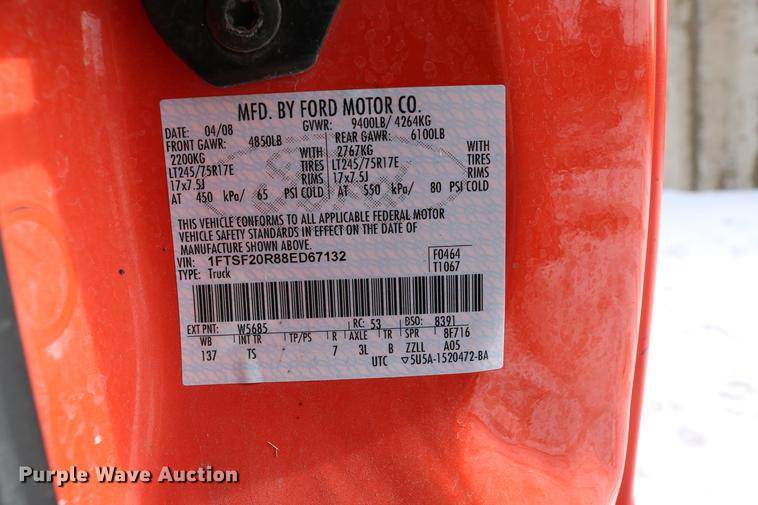 MFD. BY FORD MOTOR CO.
DATE: 04/08 GVWR: 9400LB/ 4264KG
FRONT GAWR: 4850LB REAR GAWR: 6100LB
2200KG WITH 2767KG WITH
LT245/75R17E TIRES LT245/75R17E TIRES
17x7.5J RIMS 17x7.5J RIMS
AT 450 kPa/ 65 PSI COLD AT 550 kPa/ 80 PSI COLD
THIS VEHICLE CONFORMS TO ALL APPLICABLE FEDERAL MOTOR
VEHICLE SAFETY STANDARDS IN EFFECT ON THE DATE OF
MANUFACTURE SHOWN ABOVE.
VIN: 1FTSF20R88ED67132 F0464
TYPE: Truck T1067
EXT PNT: W5685 RC: 53 DSO: 8391
WB INT TR TP/PS R AXLE TR SPR 8F716
137 TS 7 3L B ZZLL A05
UTC ▽5U5A-1520472-BA
Purple Wave Auction